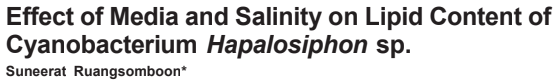 Effect of Media and Salinity on Lipid Content of
Cyanobacterium Hapalosiphon sp.
Suneerat Ruangsomboon*